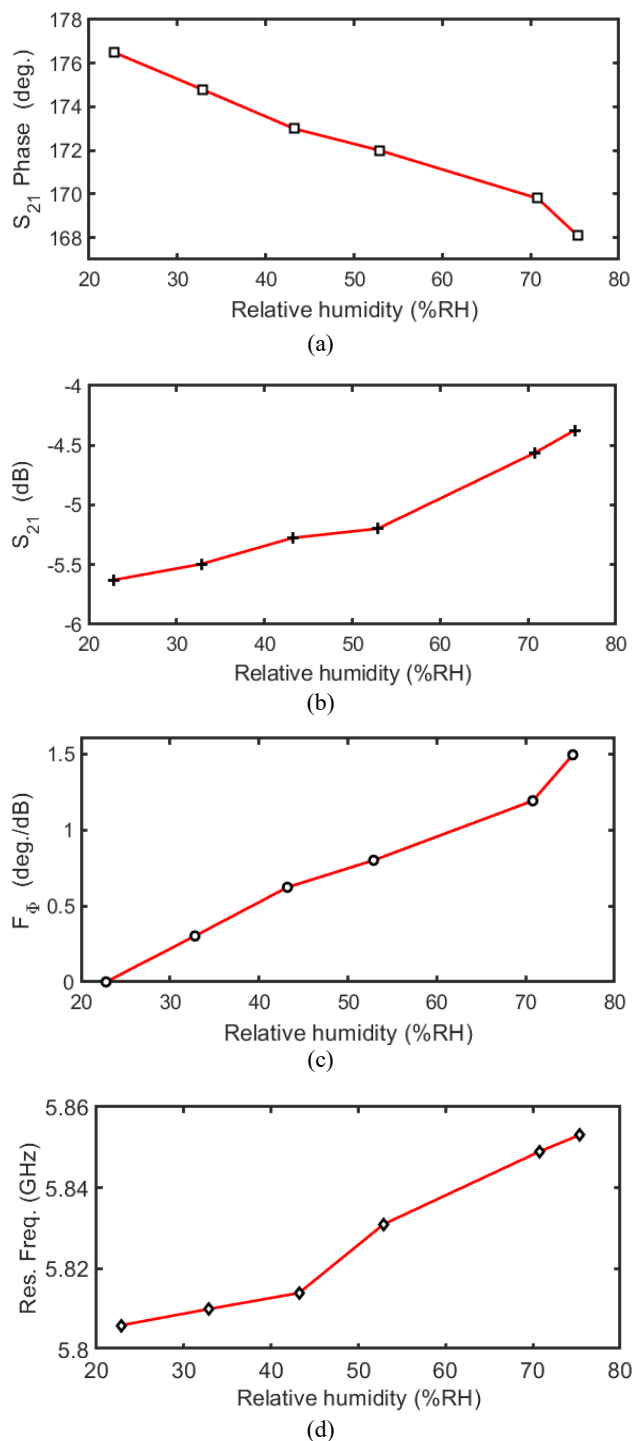 178
176
174
172
170
168
S21 Phase (deg.)
20 30 40 50 60 70 80
Relative humidity (%RH)
(a)
-4
-4.5
-5
-5.5
-6
S21 (dB)
20 30 40 50 60 70 80
Relative humidity (%RH)
(b)
1.5
1
0.5
0
FΦ (deg./dB)
20 30 40 50 60 70 80
Relative humidity (%RH)
(c)
5.86
5.84
5.82
5.8
Res. Freq. (GHz)
20 30 40 50 60 70 80
Relative humidity (%RH)
(d)